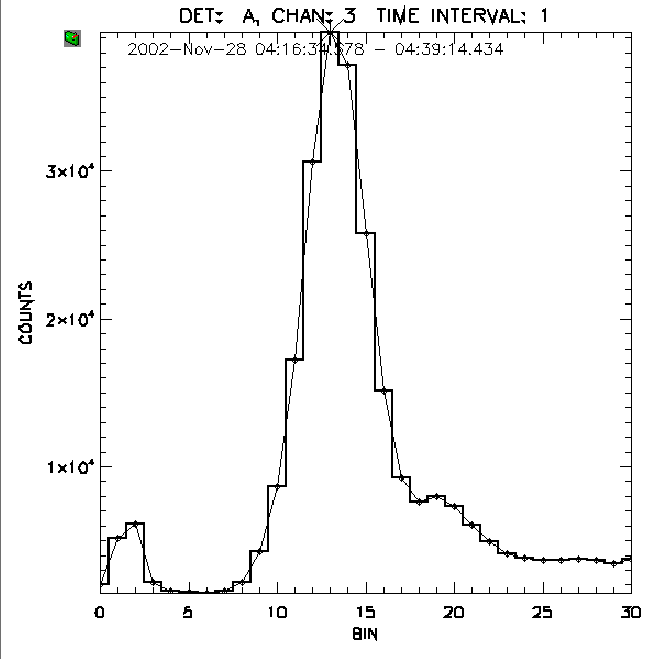 DET: A, CHAN: 3 TIME INTERVAL: 1
2002-Nov-28 04:16:34.578 - 04:39:14.434
3×10⁴
2×10⁴
1×10⁴
COUNTS
0 5 10 15 20 25 30
BIN